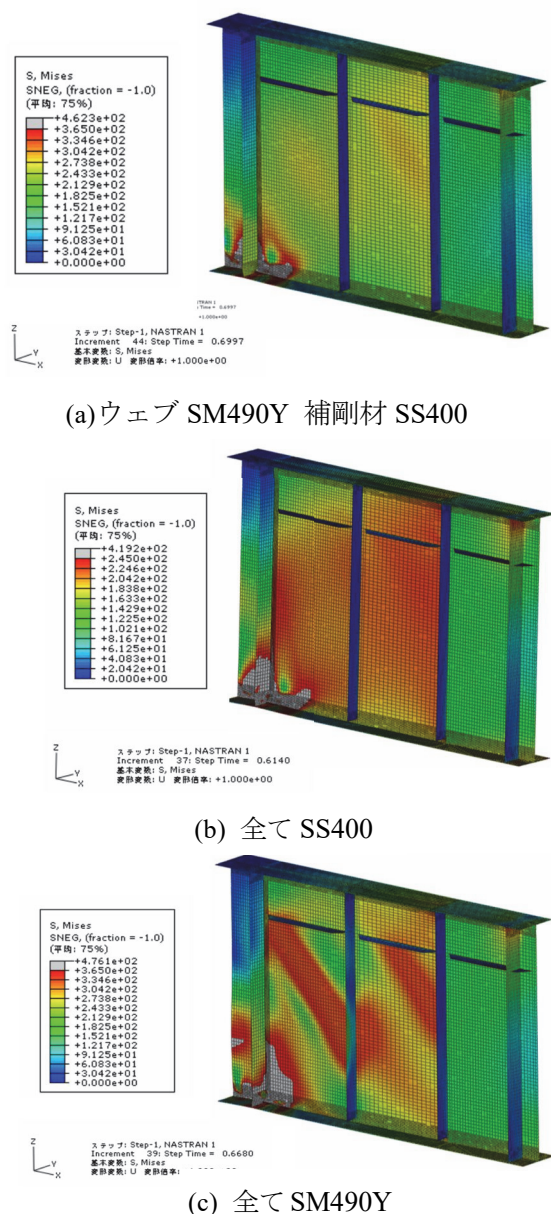 S, Mises
SNEG, (fraction = -1.0)
(平均: 75%)
+4.623e+02
+3.650e+02
+3.346e+02
+3.042e+02
+2.738e+02
+2.433e+02
+2.129e+02
+1.825e+02
+1.521e+02
+1.217e+02
+9.125e+01
+6.083e+01
+3.042e+01
+0.000e+00
TRAN 1
: Time = 0.6997
+1.000e+00
Z
Y
X
ステップ: Step-1, NASTRAN 1
Increment 44: Step Time = 0.6997
基本変数: S, Mises
変形変数: U 変形倍率: +1.000e+00
(a)ウェブ SM490Y 補剛材 SS400
S, Mises
SNEG, (fraction = -1.0)
(平均: 75%)
+4.192e+02
+2.450e+02
+2.246e+02
+2.042e+02
+1.838e+02
+1.633e+02
+1.429e+02
+1.225e+02
+1.021e+02
+8.167e+01
+6.125e+01
+4.083e+01
+2.042e+01
+0.000e+00
Z
Y
X
ステップ: Step-1, NASTRAN 1
Increment 37: Step Time = 0.6140
基本変数: S, Mises
変形変数: U 変形倍率: +1.000e+00
(b) 全て SS400
S, Mises
SNEG, (fraction = -1.0)
(平均: 75%)
+4.761e+02
+3.650e+02
+3.346e+02
+3.042e+02
+2.738e+02
+2.433e+02
+2.129e+02
+1.825e+02
+1.521e+02
+1.217e+02
+9.125e+01
+6.083e+01
+3.042e+01
+0.000e+00
Z
Y
X
ステップ: Step-1, NASTRAN 1
Increment 39: Step Time = 0.6680
基本変数: S, Mises
変形変数: U 変形倍率:
(c) 全て SM490Y